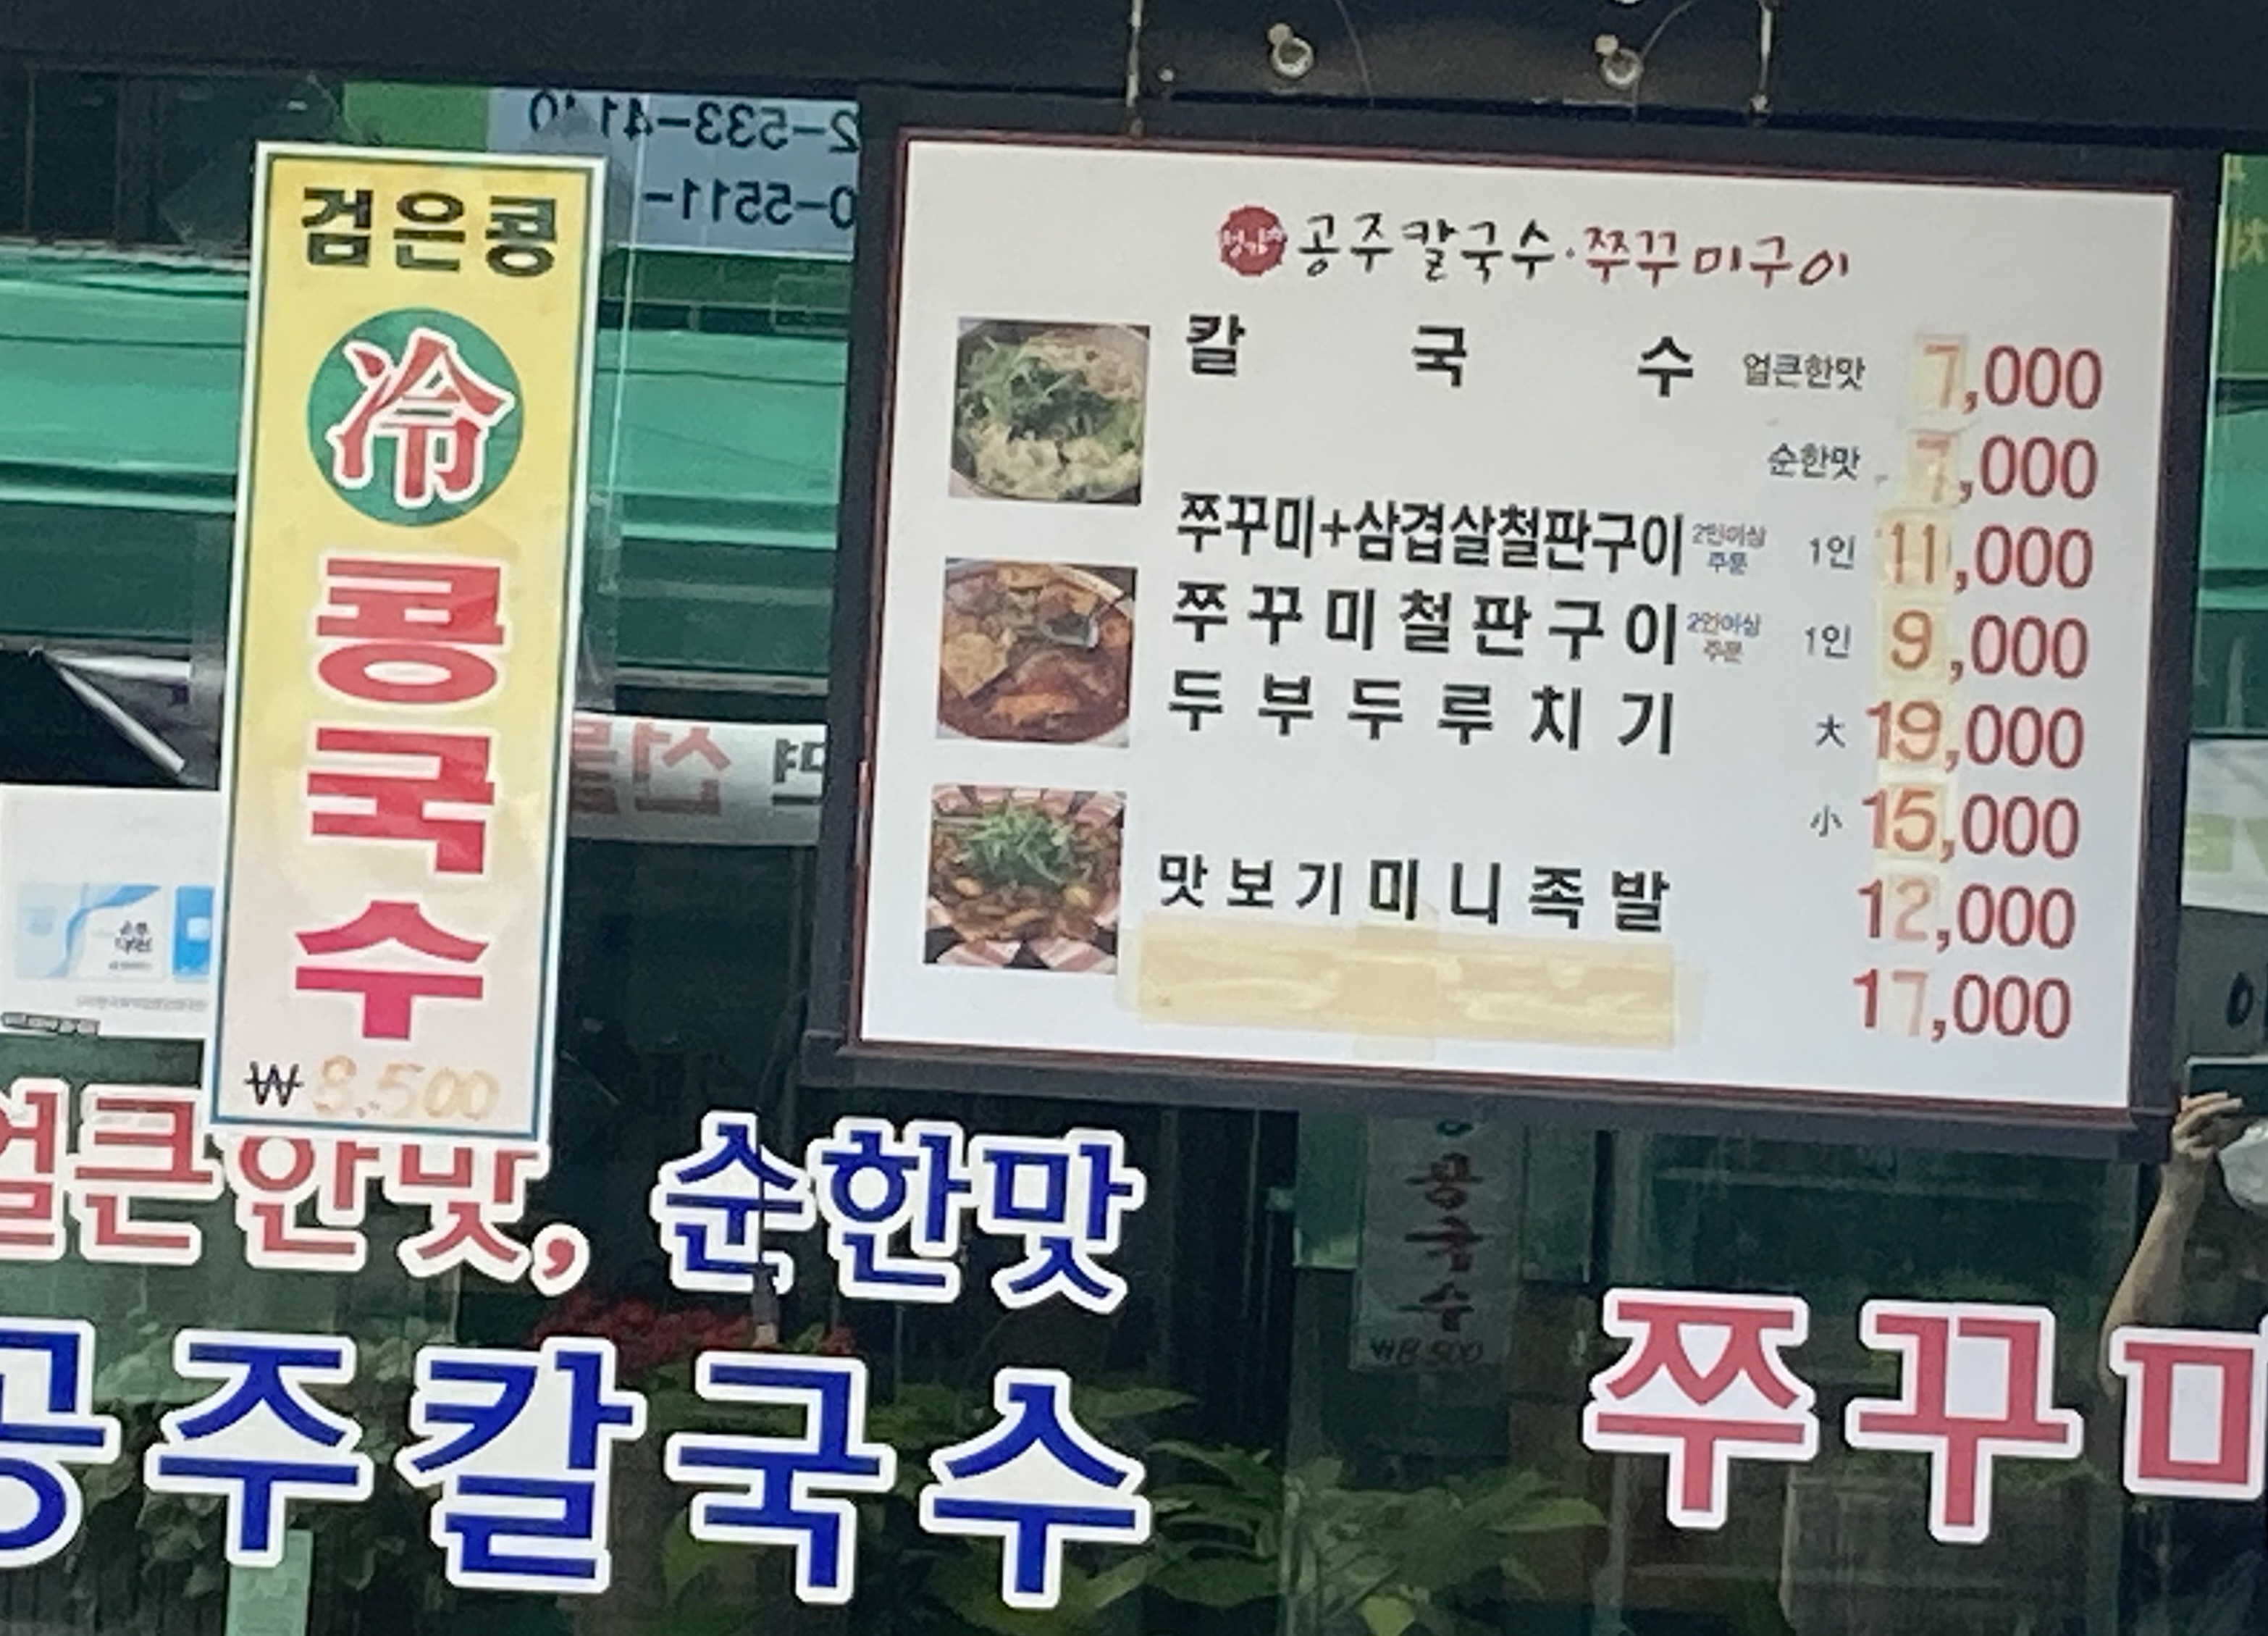 검은콩
冷
콩국수
₩ 8,500
공주칼국수·쭈꾸미구이
칼국수 얼큰한맛 7,000
순한맛 7,000
쭈꾸미+삼겹살철판구이 2인이상 주문 1인 11,000
쭈꾸미철판구이 2인이상 주문 1인 9,000
두부두루치기 大 19,000
小 15,000
맛보기미니족발 12,000
17,000
얼큰한맛, 순한맛
공주칼국수
쭈꾸미
콩국수
₩8,500